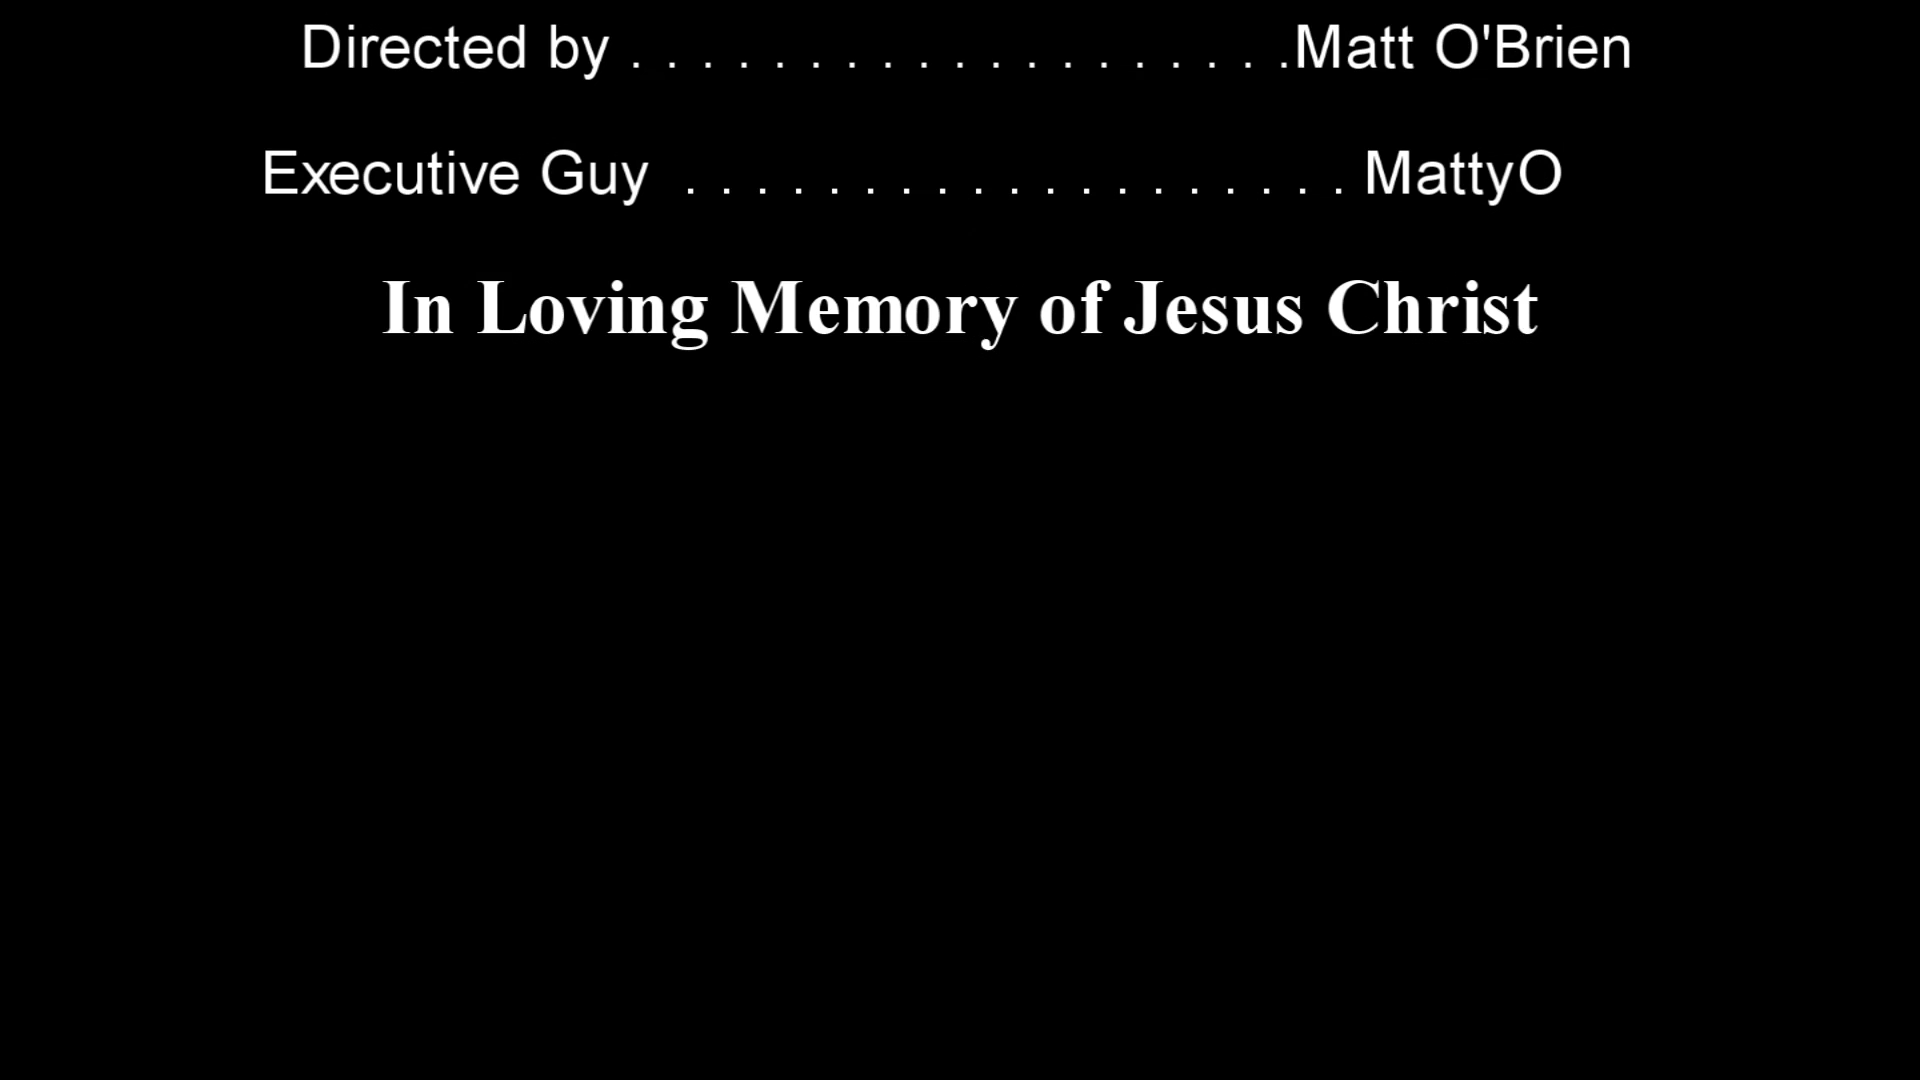 Directed by . . . . . . . . . . . . . . . . . . .Matt O'Brien
Executive Guy . . . . . . . . . . . . . . . . . . . MattyO
In Loving Memory of Jesus Christ